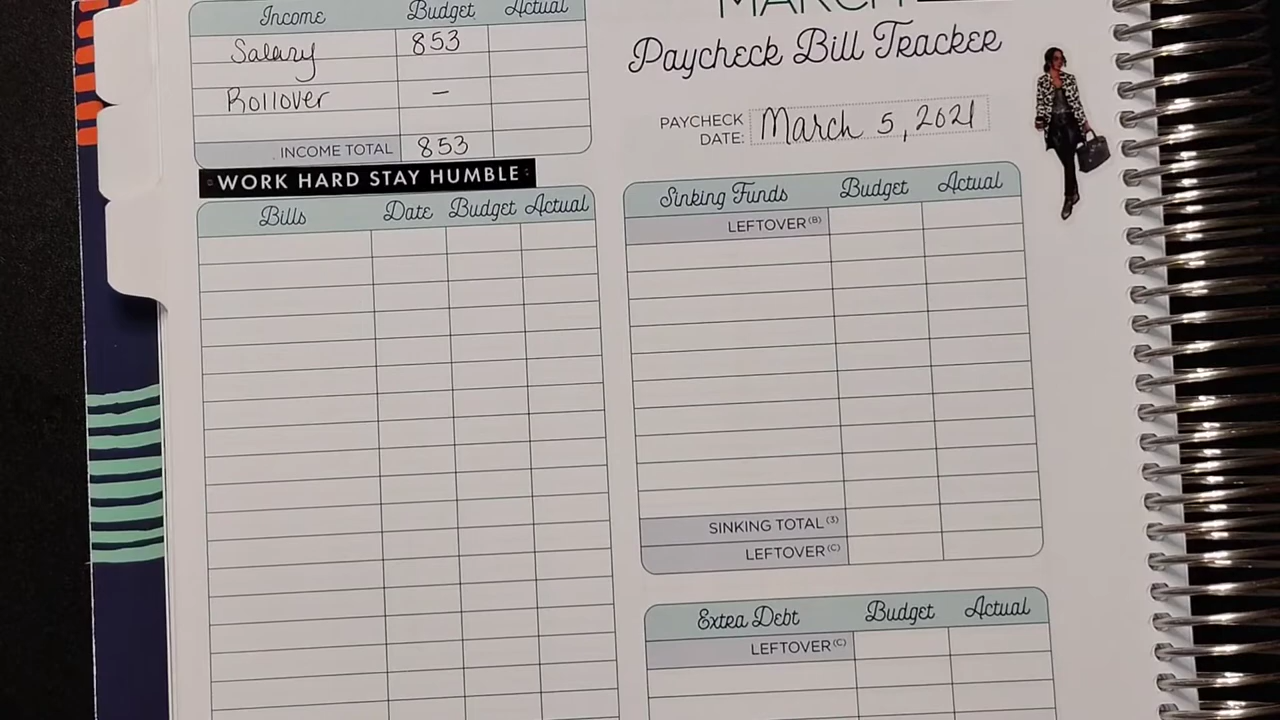 Income Budget Actual
Salary 853
Rollover –
INCOME TOTAL 853
WORK HARD STAY HUMBLE
Bills Date Budget Actual
MARCH
Paycheck Bill Tracker
PAYCHECK DATE: March 5, 2021
Sinking Funds Budget Actual
LEFTOVER (B)
SINKING TOTAL (3)
LEFTOVER (C)
Extra Debt Budget Actual
LEFTOVER (C)